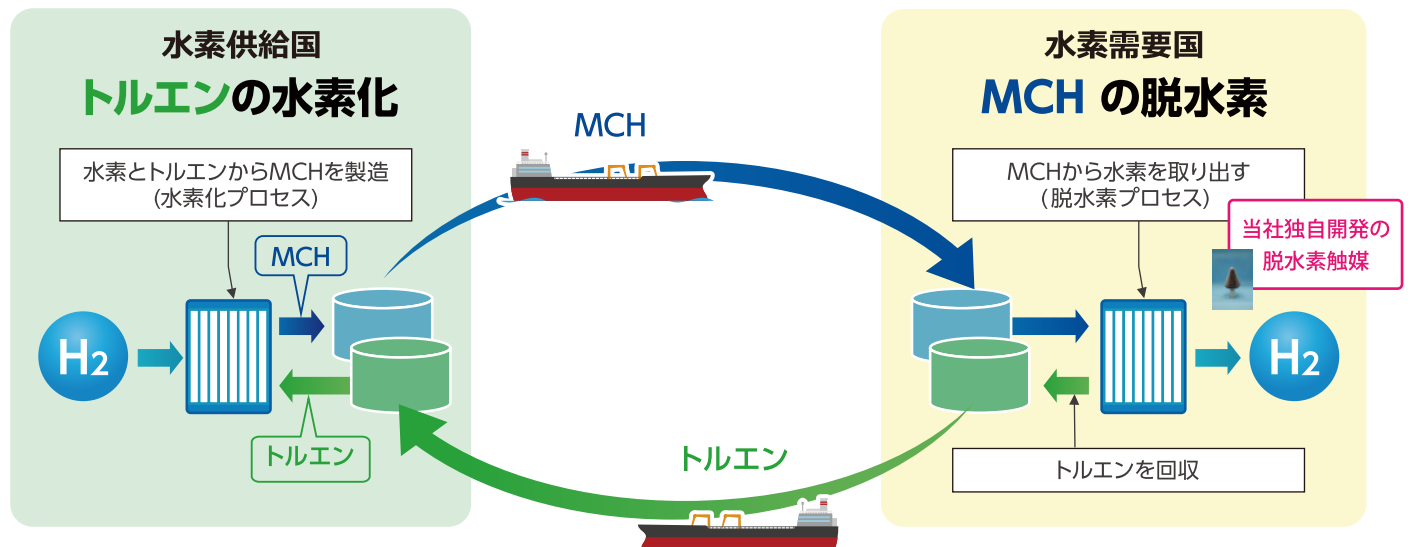 水素供給国
トルエンの水素化
水素とトルエンからMCHを製造
(水素化プロセス)
MCH
H2
トルエン
MCH
トルエン
水素需要国
MCH の脱水素
MCHから水素を取り出す
(脱水素プロセス)
当社独自開発の
脱水素触媒
H2
トルエンを回収